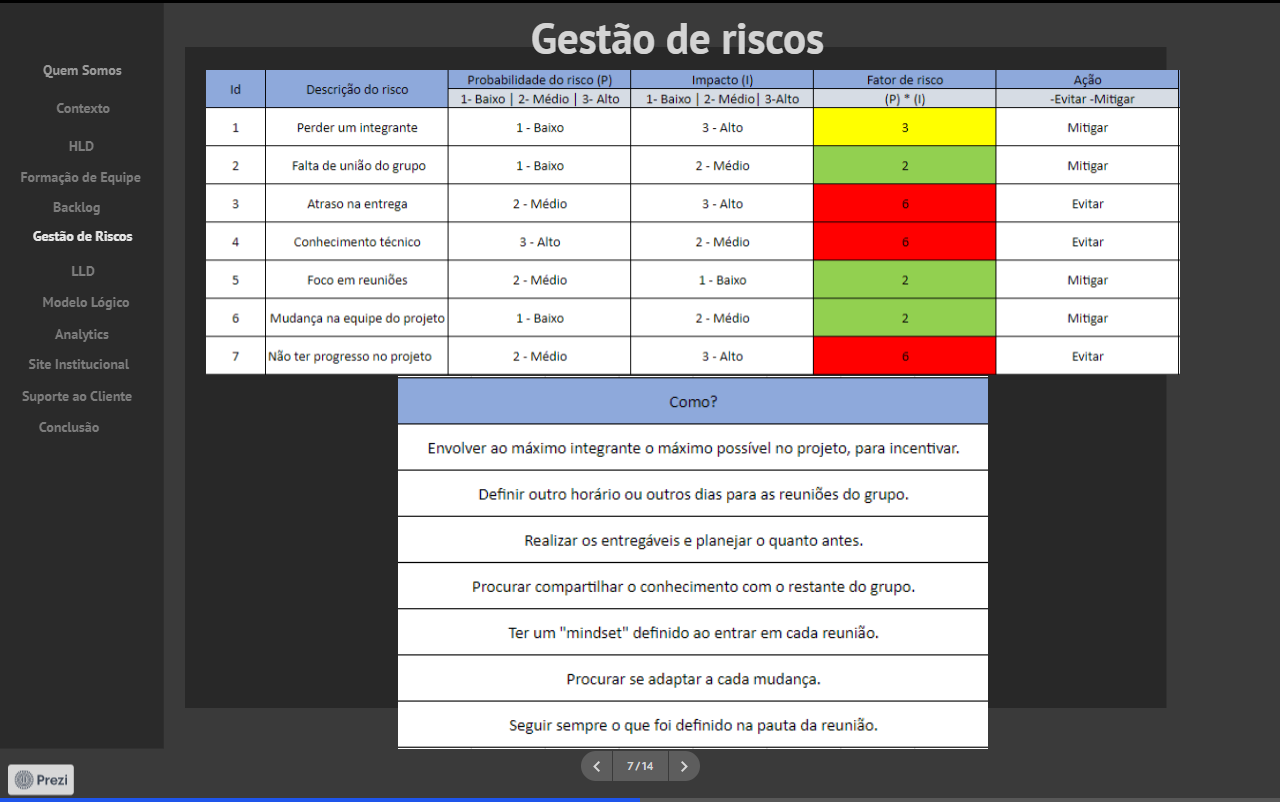 Gestão de riscos
Quem Somos
Contexto
HLD
Formação de Equipe
Backlog
Gestão de Riscos
LLD
Modelo Lógico
Analytics
Site Institucional
Suporte ao Cliente
Conclusão
Id Descrição do risco Probabilidade do risco (P) Impacto (I) Fator de risco Ação
1- Baixo | 2- Médio | 3- Alto 1- Baixo | 2- Médio| 3-Alto (P) * (I) -Evitar -Mitigar
1 Perder um integrante 1 - Baixo 3 - Alto 3 Mitigar
2 Falta de união do grupo 1 - Baixo 2 - Médio 2 Mitigar
3 Atraso na entrega 2 - Médio 3 - Alto 6 Evitar
4 Conhecimento técnico 3 - Alto 2 - Médio 6 Evitar
5 Foco em reuniões 2 - Médio 1 - Baixo 2 Mitigar
6 Mudança na equipe do projeto 1 - Baixo 2 - Médio 2 Mitigar
7 Não ter progresso no projeto 2 - Médio 3 - Alto 6 Evitar
Como?
Envolver ao máximo integrante o máximo possível no projeto, para incentivar.
Definir outro horário ou outros dias para as reuniões do grupo.
Realizar os entregáveis e planejar o quanto antes.
Procurar compartilhar o conhecimento com o restante do grupo.
Ter um "mindset" definido ao entrar em cada reunião.
Procurar se adaptar a cada mudança.
Seguir sempre o que foi definido na pauta da reunião.
7/14
Prezi